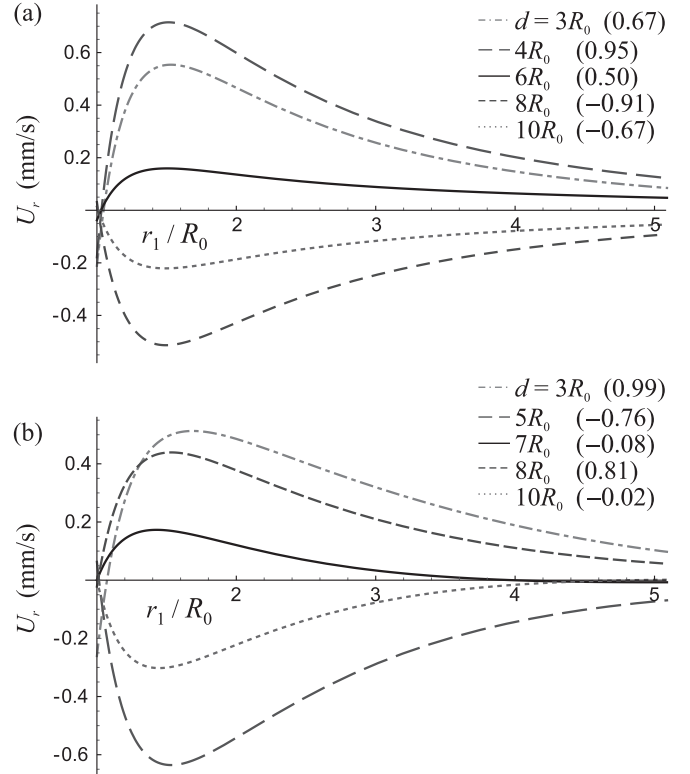 (a)
d = 3R₀ (0.67)
4R₀ (0.95)
6R₀ (0.50)
8R₀ (−0.91)
10R₀ (−0.67)
0.6
0.4
0.2
-0.2
-0.4
Uᵣ (mm/s)
r₁ / R₀
2
3
4
5
(b)
d = 3R₀ (0.99)
5R₀ (−0.76)
7R₀ (−0.08)
8R₀ (0.81)
10R₀ (−0.02)
0.4
0.2
-0.2
-0.4
-0.6
Uᵣ (mm/s)
r₁ / R₀
2
3
4
5